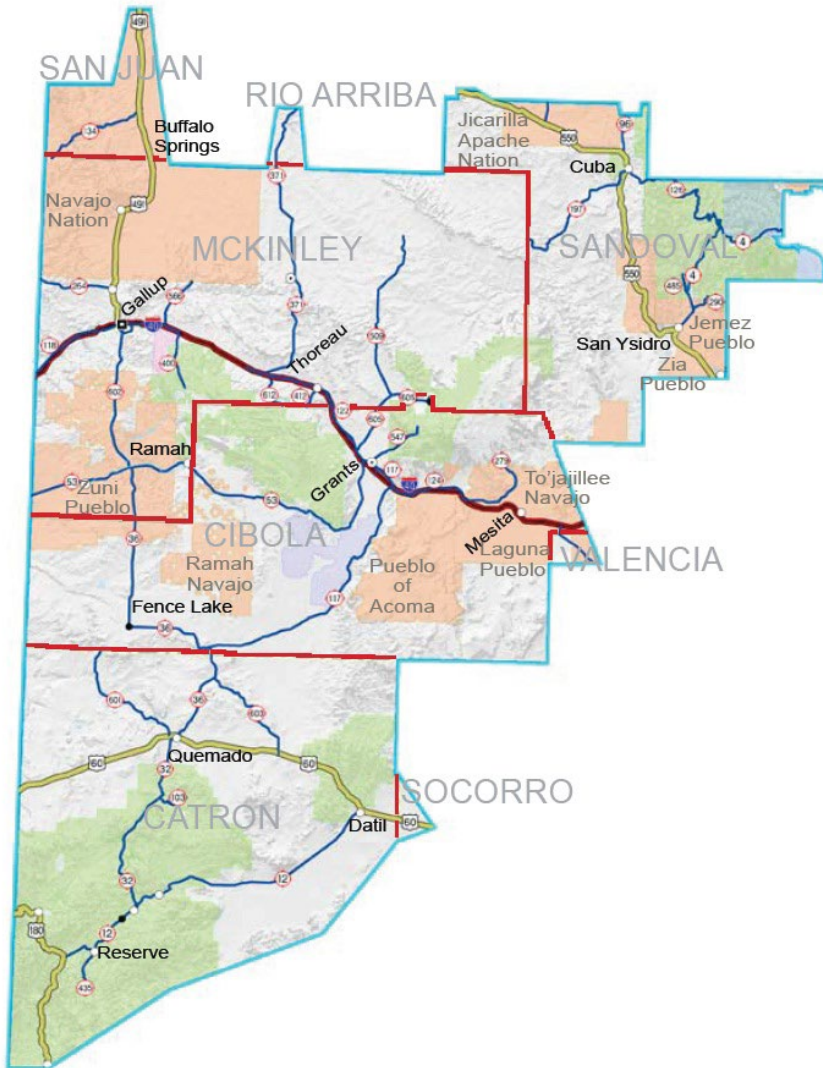 491
SAN JUAN
RIO ARRIBA
134
Buffalo
Springs
Jicarilla
Apache
Nation
550
96
Cuba
371
126
Navajo
Nation
491
197
MCKINLEY
SANDOVAL
4
264
Gallup
566
371
550
485
4
290
118
40
509
Thoreau
San Ysidro
Jemez
Pueblo
Zia
Pueblo
400
602
612
412
122
605
605
547
Ramah
Grants
117
40
124
279
To'jajillee
Navajo
53
Zuni
Pueblo
53
CIBOLA
Mesita
36
Ramah
Navajo
Pueblo
of
Acoma
Laguna
Pueblo
VALENCIA
117
Fence Lake
36
601
36
603
Quemado
60
32
60
103
SOCORRO
CATRON
Datil
60
32
12
180
12
Reserve
435